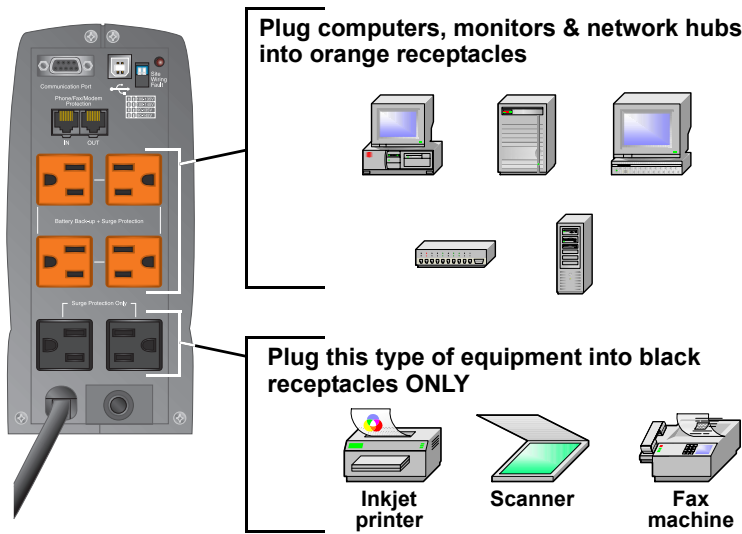 Plug computers, monitors & network hubs
into orange receptacles
Communication Port
Site
Wiring
Fault
Phone/Fax/Modem
Protection
IN OUT
Battery Back-up + Surge Protection
Surge Protection Only
Plug this type of equipment into black
receptacles ONLY
Inkjet
printer
Scanner
Fax
machine